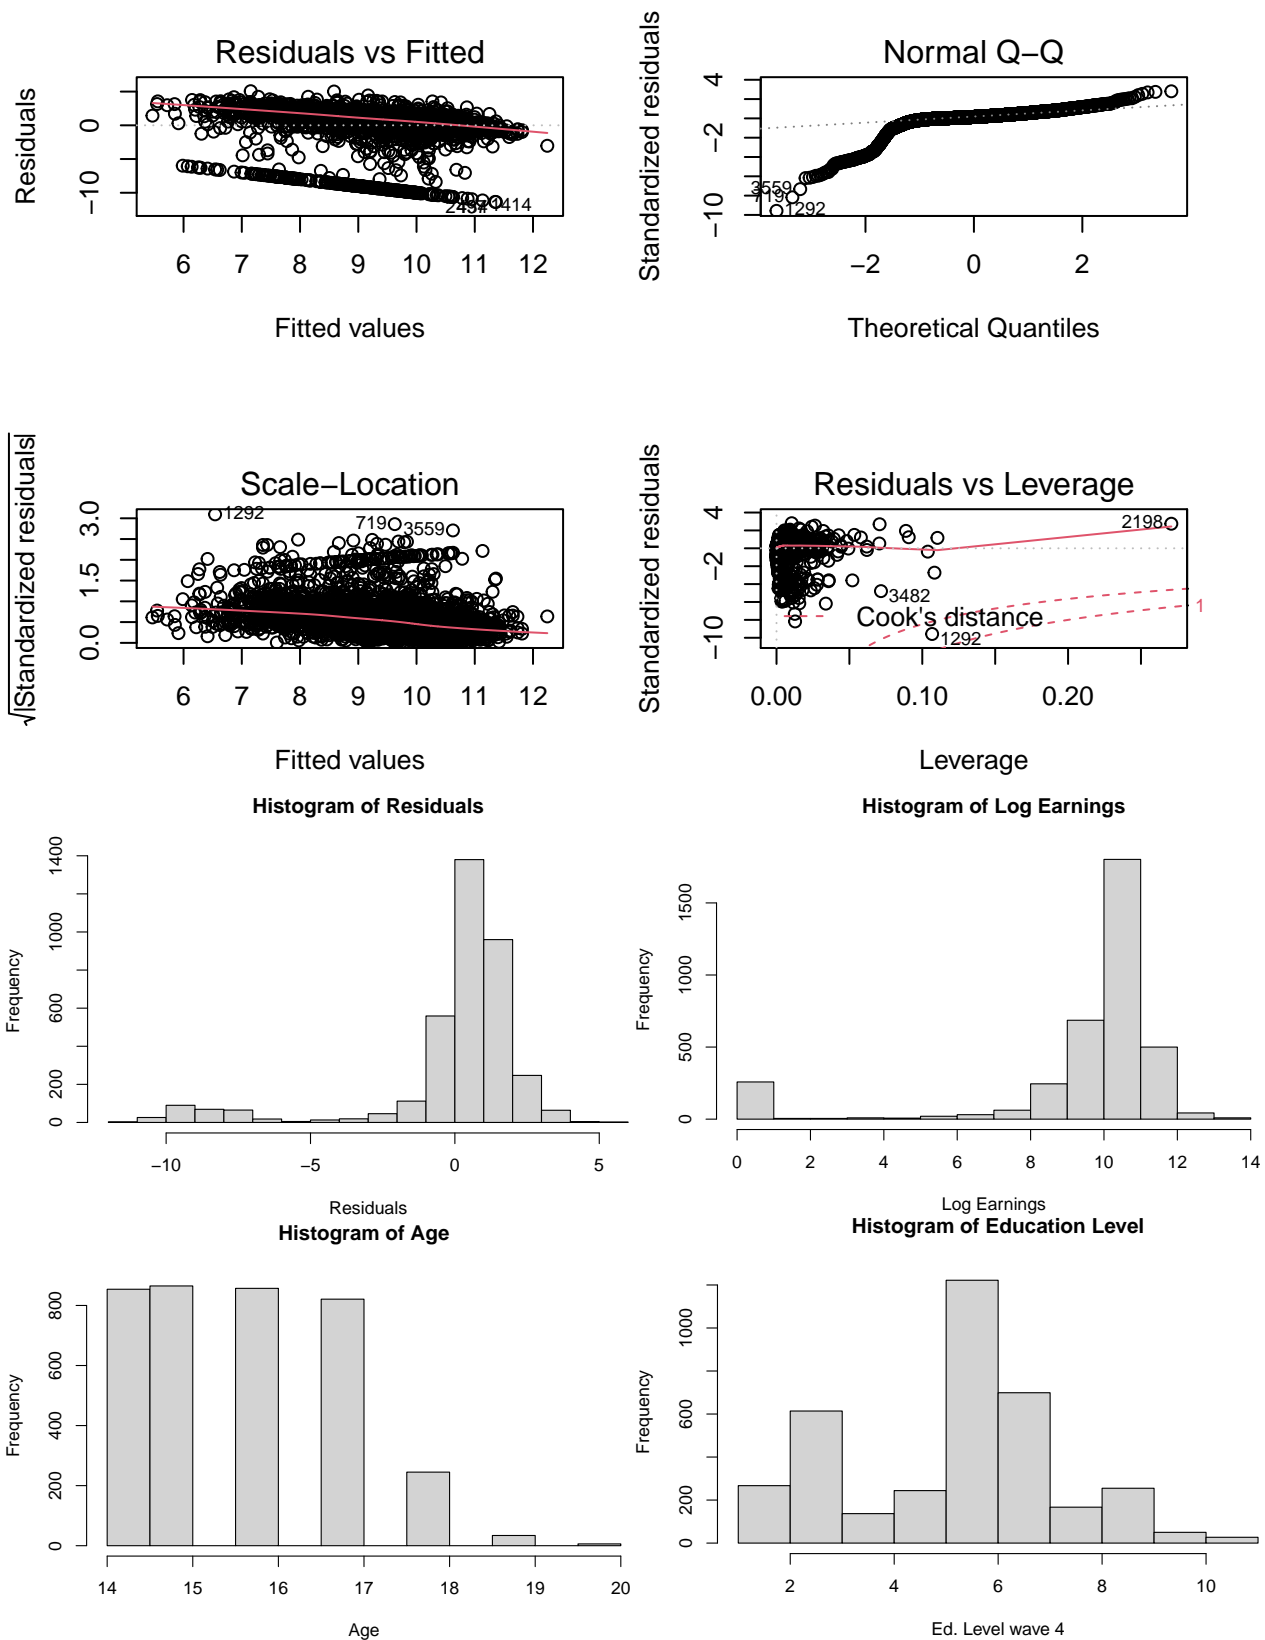 Residuals vs Fitted
Residuals
0
−10
2437
1414
6 7 8 9 10 11 12
Fitted values
Normal Q−Q
Standardized residuals
4
−2
−10
3559
719
1292
−2 0 2
Theoretical Quantiles
Scale−Location
√|Standardized residuals|
3.0
1.5
0.0
1292
719
3559
6 7 8 9 10 11 12
Fitted values
Residuals vs Leverage
Standardized residuals
4
−2
−10
2198
3482
Cook's distance
1292
1
0.00 0.10 0.20
Leverage
Histogram of Residuals
Frequency
1400
1000
600
200
0
−10 −5 0 5
Residuals
Histogram of Log Earnings
Frequency
1500
1000
500
0
0 2 4 6 8 10 12 14
Log Earnings
Histogram of Age
Frequency
800
600
400
200
0
14 15 16 17 18 19 20
Age
Histogram of Education Level
Frequency
1000
600
200
0
2 4 6 8 10
Ed. Level wave 4